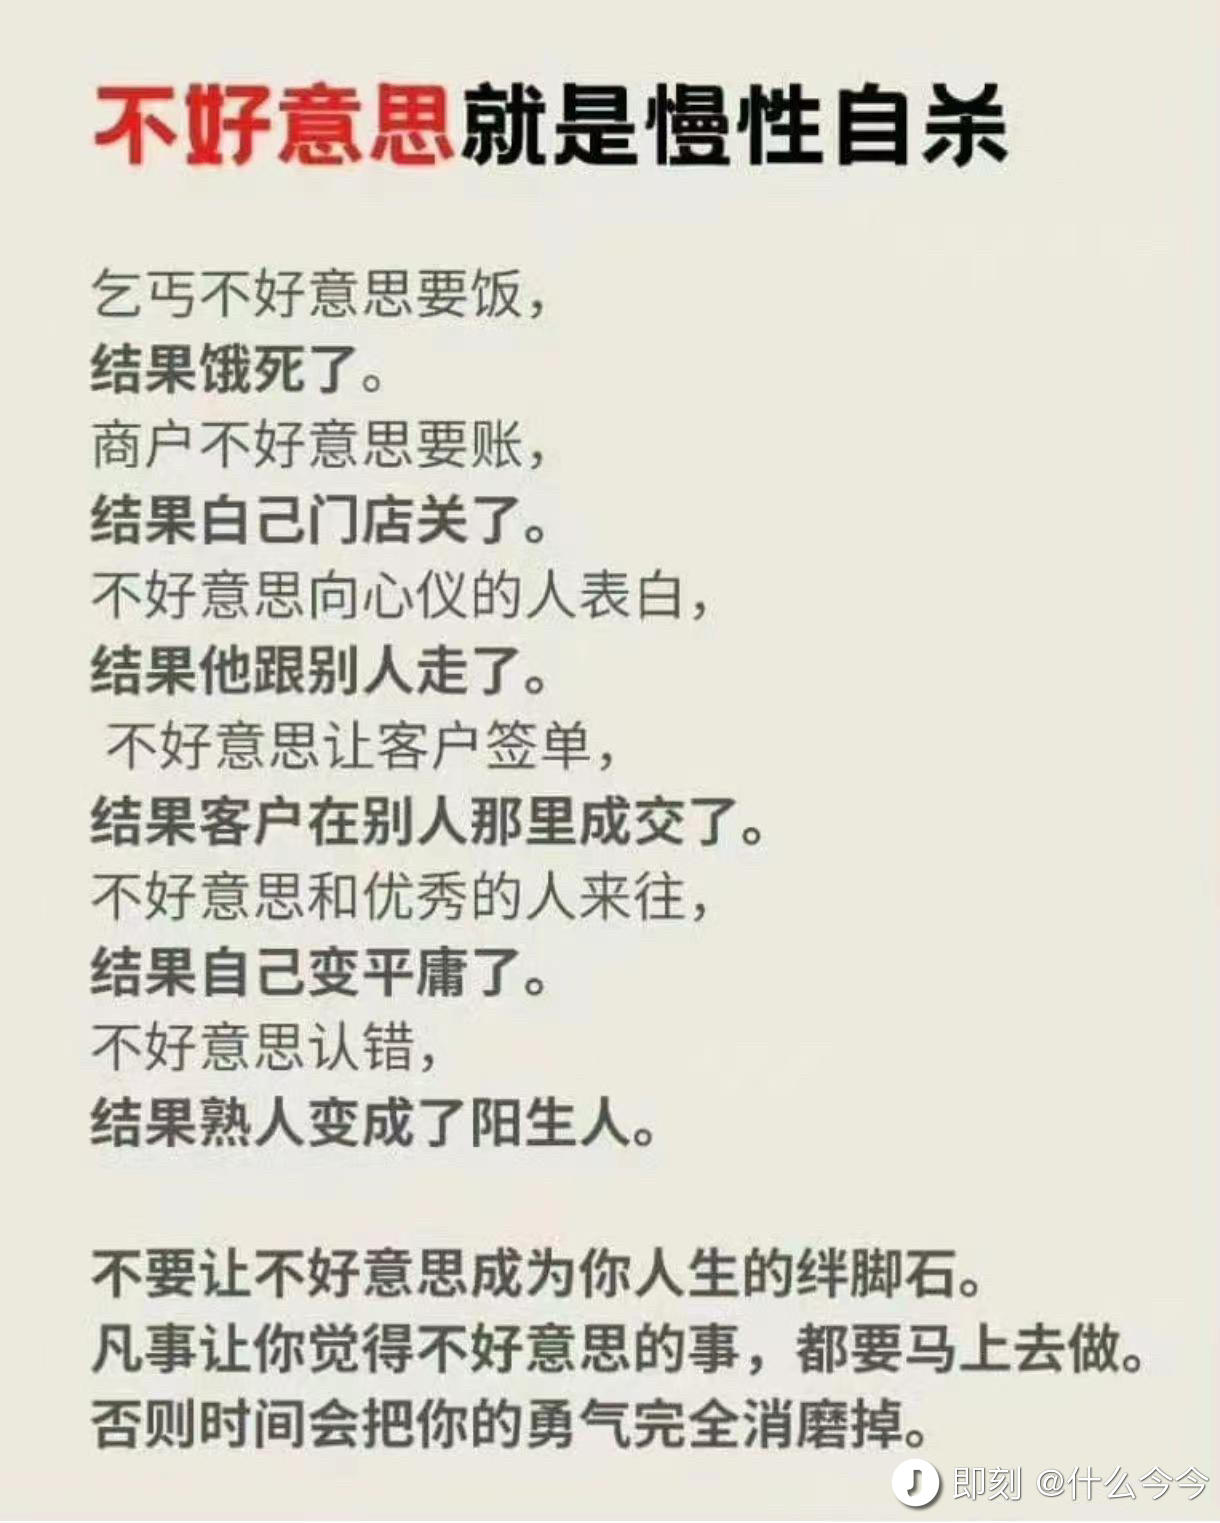 不好意思就是慢性自杀
乞丐不好意思要饭，
结果饿死了。
商户不好意思要账，
结果白己门店关了。
不好意思向心仪的人表白，
结果他跟别人走了。
不好意思让客户签单，
结果客户在别人那里成交了。
不好意思和优秀的人来往，
结果自己变平庸了。
不好意思认错，
结果熟人变成了阳生人。
不要让不好意思成为你人生的绊脚石。
凡事让你觉得不好意思的事，都要马上去做。
否则时间会把你的勇气完全消磨掉。
即刻 @什么今今